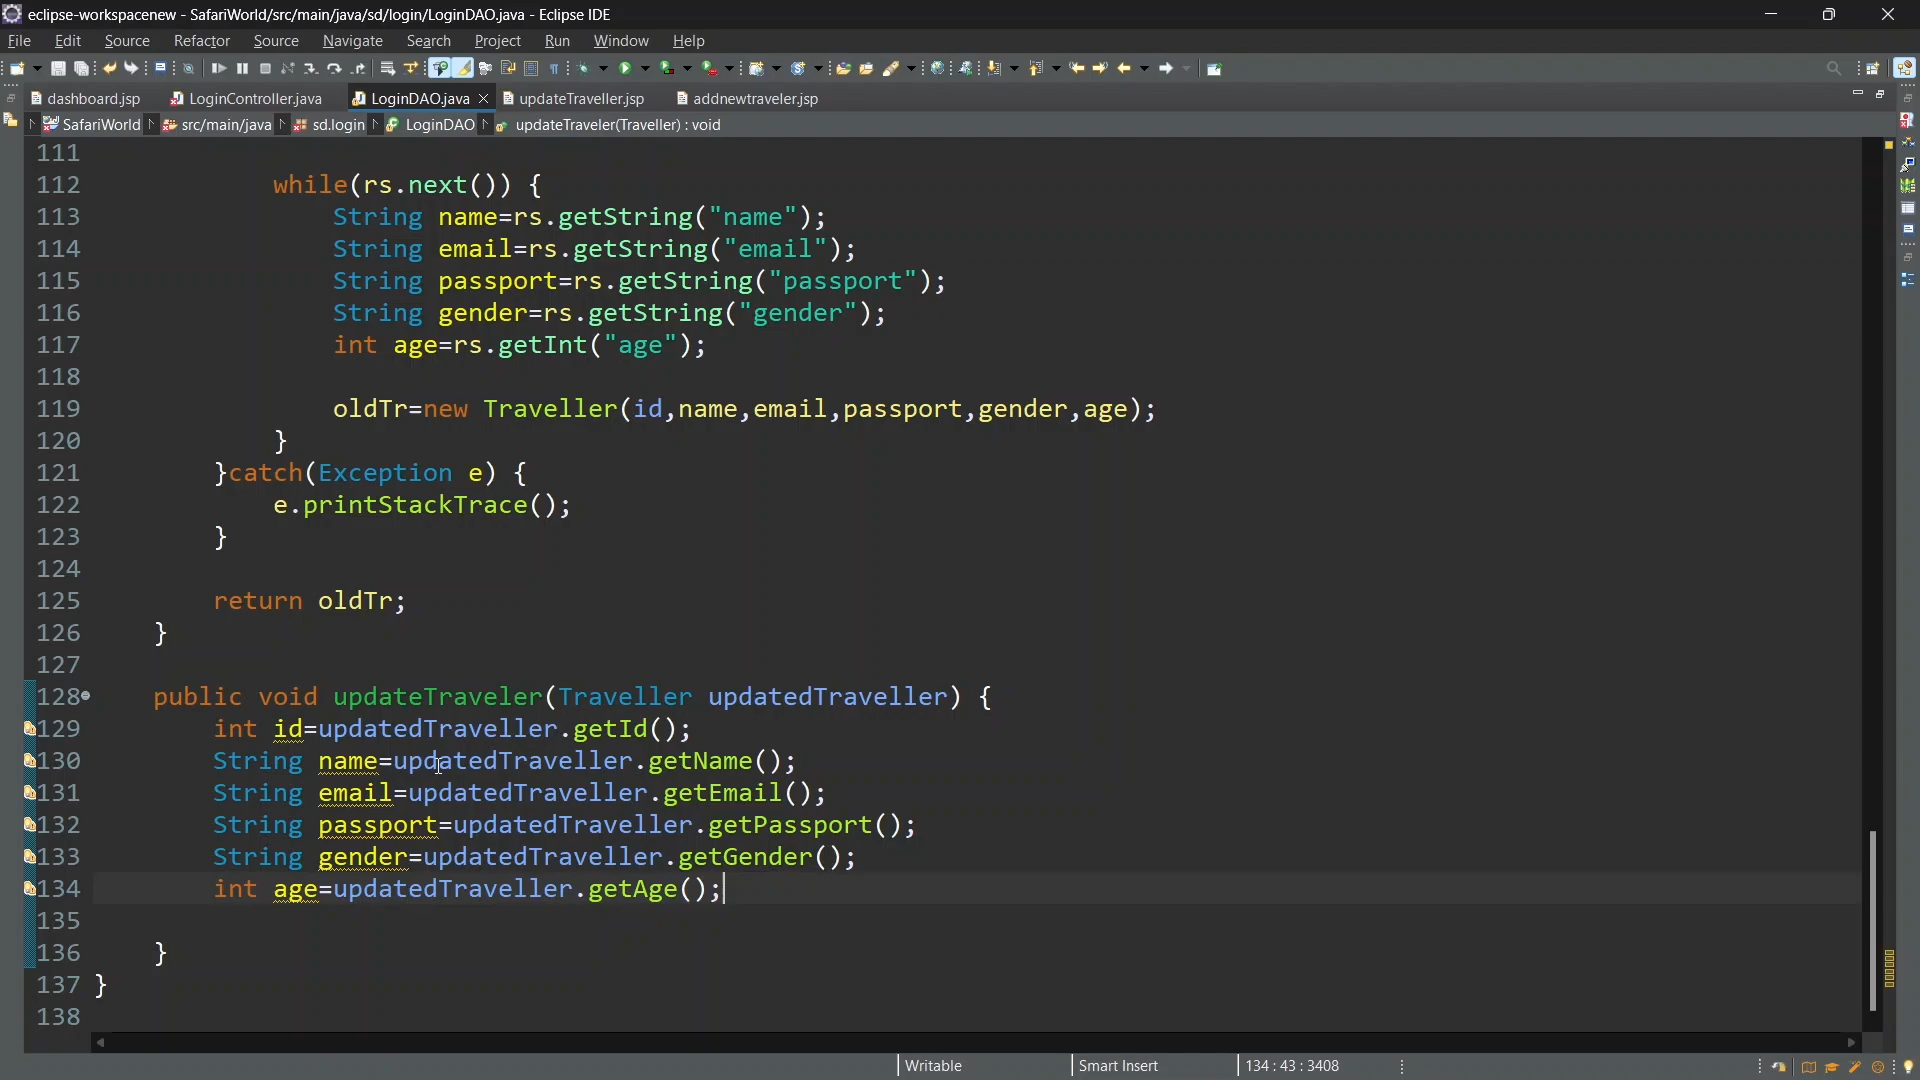 eclipse-workspacenew - SafariWorld/src/main/java/sd/login/LoginDAO.java - Eclipse IDE
File Edit Source Refactor Source Navigate Search Project Run Window Help
dashboard.jsp LoginController.java LoginDAO.java updateTraveller.jsp addnewtraveler.jsp
SafariWorld src/main/java sd.login LoginDAO updateTraveler(Traveller) : void
111
112 while(rs.next()) {
113 String name=rs.getString("name");
114 String email=rs.getString("email");
115 String passport=rs.getString("passport");
116 String gender=rs.getString("gender");
117 int age=rs.getInt("age");
118
119 oldTr=new Traveller(id,name,email,passport,gender,age);
120 }
121 }catch(Exception e) {
122 e.printStackTrace();
123 }
124
125 return oldTr;
126 }
127
128 public void updateTraveler(Traveller updatedTraveller) {
129 int id=updatedTraveller.getId();
130 String name=updatedTraveller.getName();
131 String email=updatedTraveller.getEmail();
132 String passport=updatedTraveller.getPassport();
133 String gender=updatedTraveller.getGender();
134 int age=updatedTraveller.getAge();
135
136 }
137 }
138
Writable Smart Insert 134 : 43 : 3408